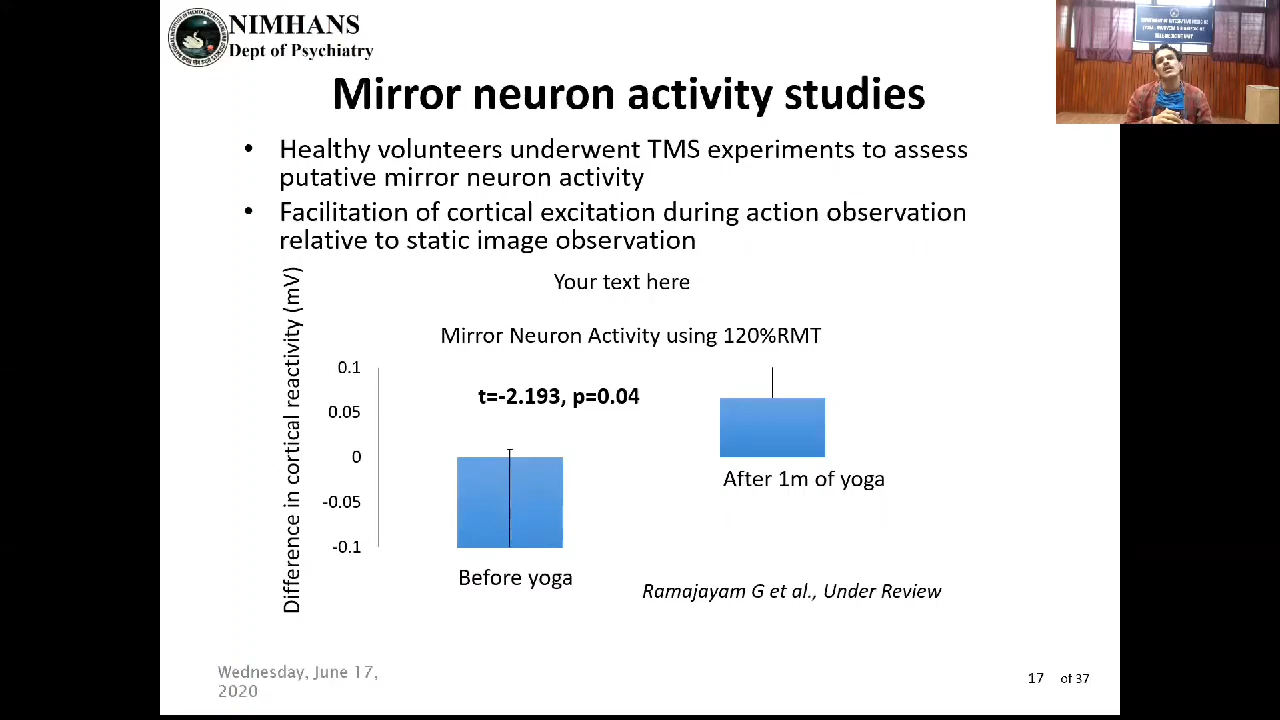 NIMHANS
Dept of Psychiatry
Mirror neuron activity studies
• Healthy volunteers underwent TMS experiments to assess
putative mirror neuron activity
• Facilitation of cortical excitation during action observation
relative to static image observation
Your text here
Mirror Neuron Activity using 120%RMT
Difference in cortical reactivity (mV)
0.1
0.05
0
-0.05
-0.1
t=-2.193, p=0.04
Before yoga
After 1m of yoga
Ramajayam G et al., Under Review
Wednesday, June 17,
2020
17 of 37